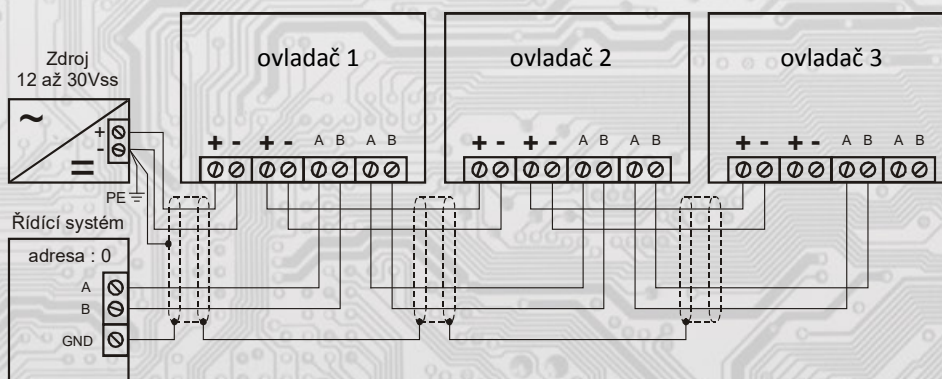 ovladač 1
ovladač 2
ovladač 3
Zdroj
12 až 30Vss
~
=
+
-
PE
+ - + - A B A B
+ - + - A B A B
+ - + - A B A B
Řídící systém
adresa : 0
A
B
GND